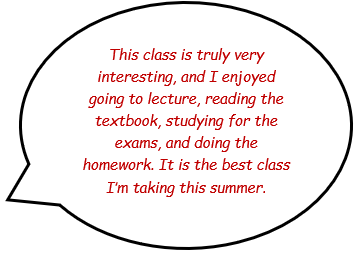 This class is truly very
interesting, and I enjoyed
going to lecture, reading the
textbook, studying for the
exams, and doing the
homework. It is the best class
I'm taking this summer.